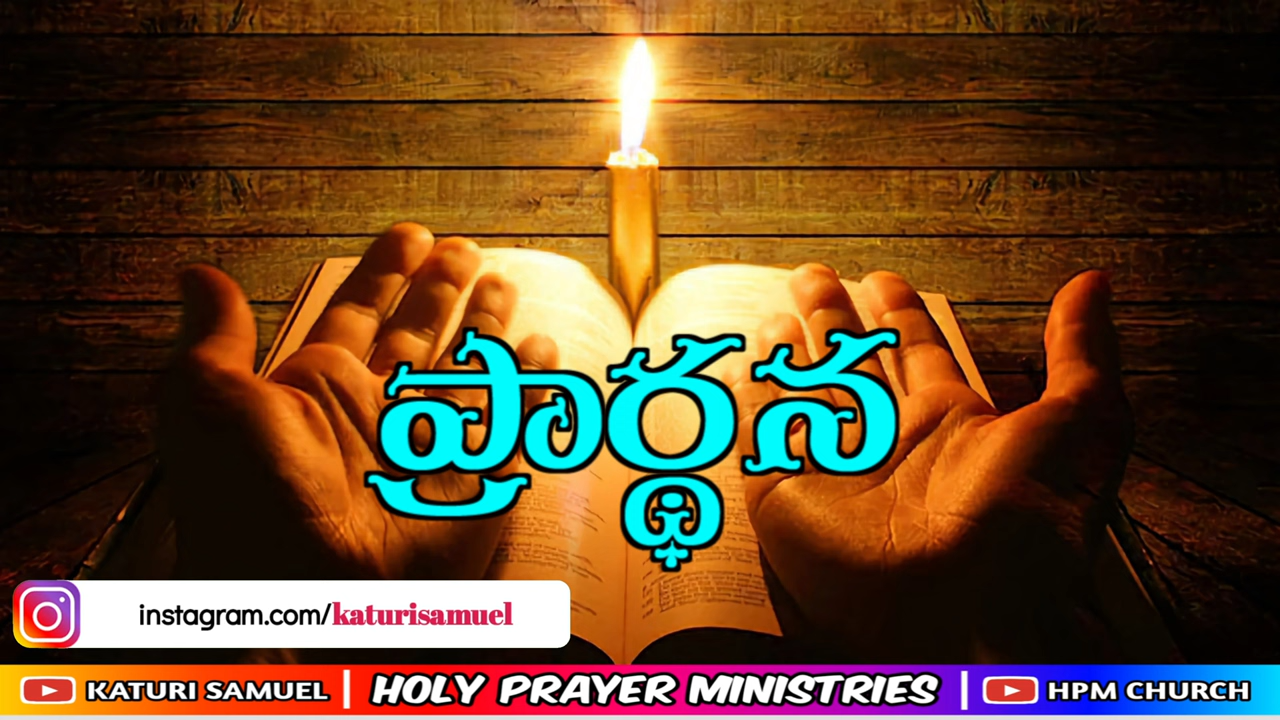 ప్రార్థన
instagram.com/katurisamuel
KATURI SAMUEL | HOLY PRAYER MINISTRIES | HPM CHURCH